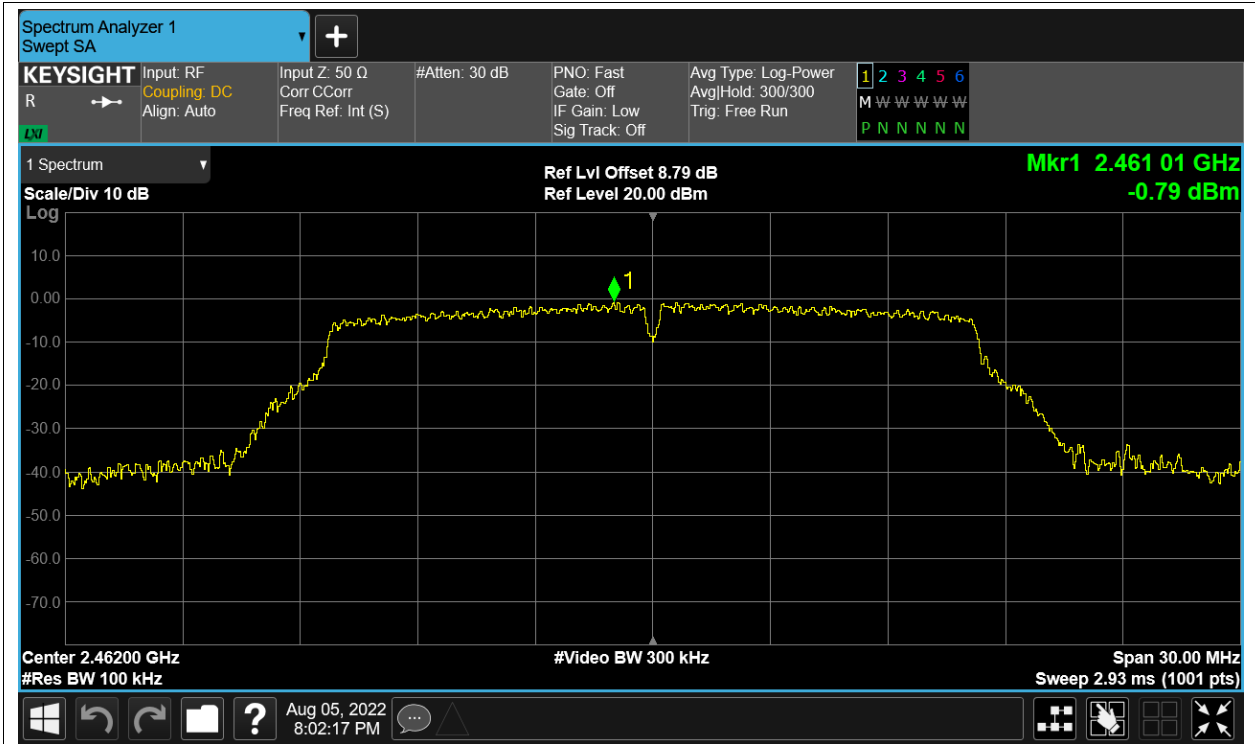 Spectrum Analyzer 1
Swept SA
KEYSIGHT
R
LXI
Input: RF
Coupling: DC
Align: Auto
Input Z: 50 Ω
Corr CCorr
Freq Ref: Int (S)
#Atten: 30 dB
PNO: Fast
Gate: Off
IF Gain: Low
Sig Track: Off
Avg Type: Log-Power
Avg|Hold: 300/300
Trig: Free Run
1 2 3 4 5 6
M W W W W W
P N N N N N
1 Spectrum
Scale/Div 10 dB
Log
Ref Lvl Offset 8.79 dB
Ref Level 20.00 dBm
Mkr1 2.461 01 GHz
-0.79 dBm
10.0
0.00
-10.0
-20.0
-30.0
-40.0
-50.0
-60.0
-70.0
1
Center 2.46200 GHz
#Res BW 100 kHz
#Video BW 300 kHz
Span 30.00 MHz
Sweep 2.93 ms (1001 pts)
?
Aug 05, 2022
8:02:17 PM